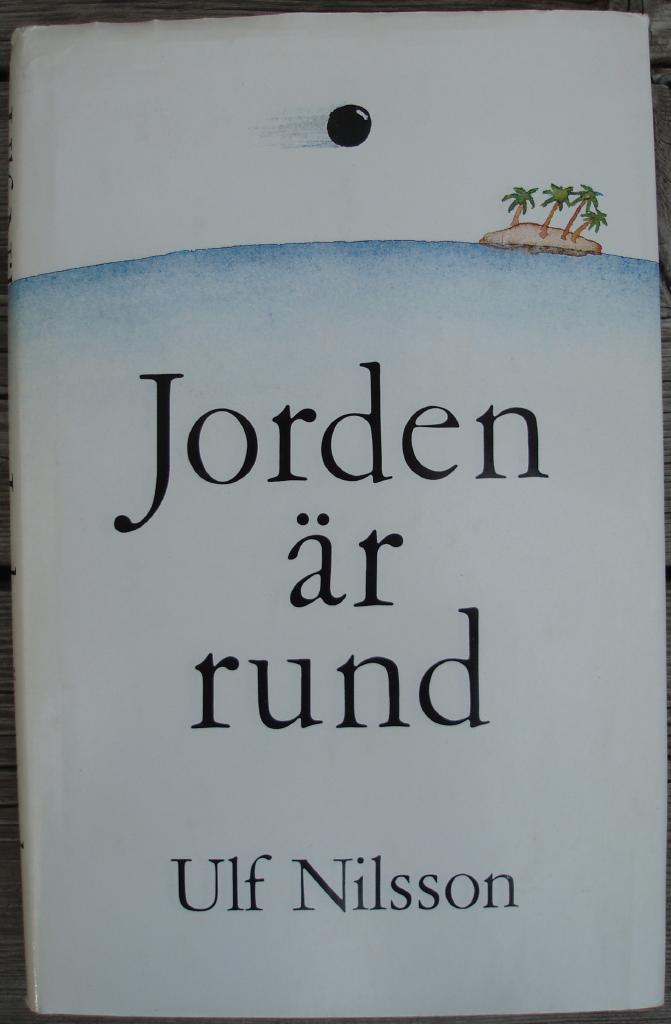 Jorden
är
rund
Ulf Nilsson